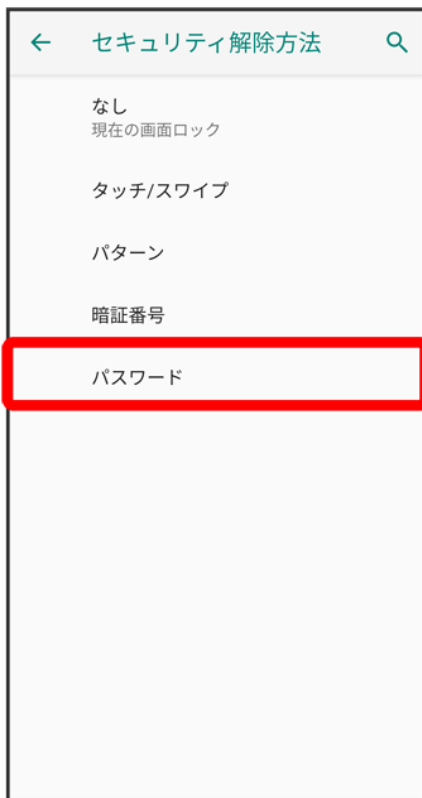 セキュリティ解除方法
なし
現在の画面ロック
タッチ/スワイプ
パターン
暗証番号
パスワード